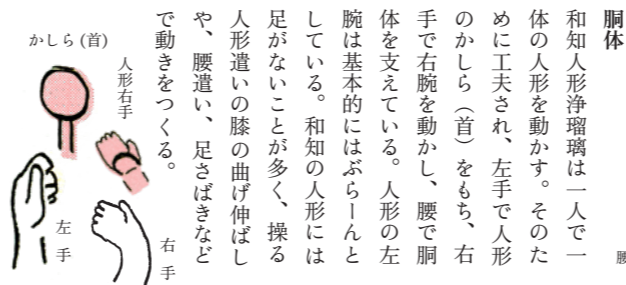 胴体
和知人形浄瑠璃は一人で一
体の人形を動かす。そのた
めに工夫され、左手で人形
のかしら（首）をもち、右
手で右腕を動かし、腰で胴
体を支えている。人形の左
腕は基本的にはぶらーんと
している。和知の人形には
足がないことが多く、操る
人形遣いの膝の曲げ伸ばし
や、腰遣い、足さばきなど
で動きをつくる。
かしら(首)
人形右手
左手
右手